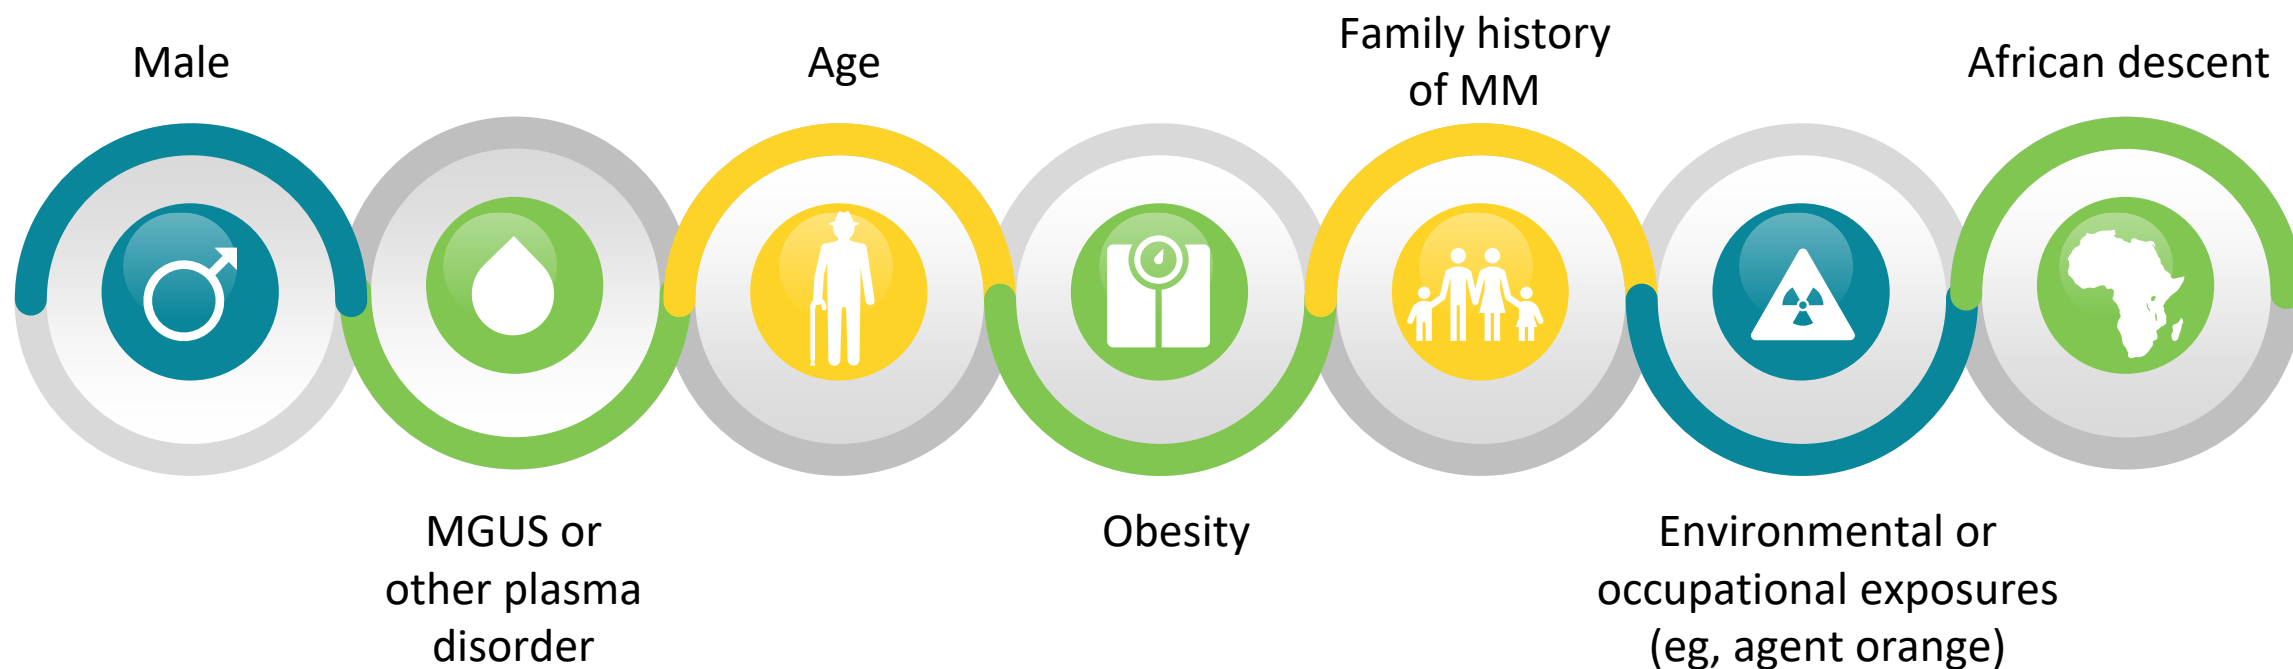 Male
MGUS or
other plasma
disorder
Age
Obesity
Family history
of MM
Environmental or
occupational exposures
(eg, agent orange)
African descent